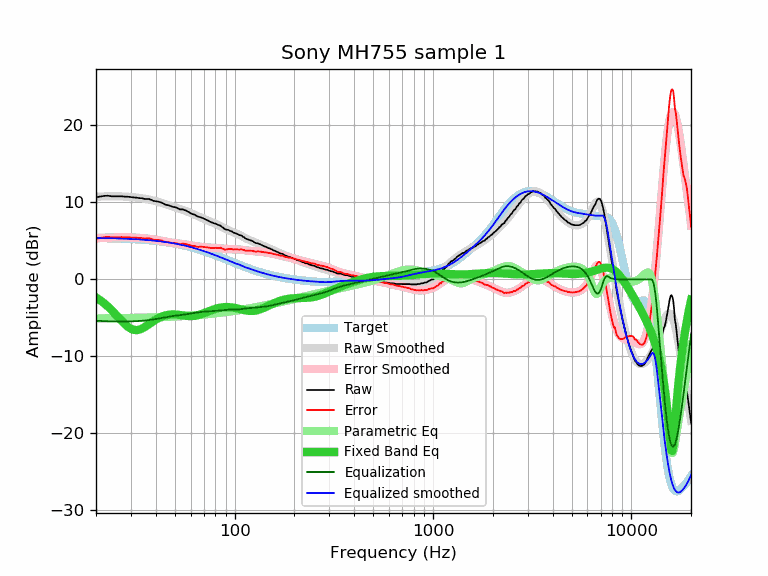 Sony MH755 sample 1
Amplitude (dBr)
20
10
0
−10
−20
−30
Target
Raw Smoothed
Error Smoothed
Raw
Error
Parametric Eq
Fixed Band Eq
Equalization
Equalized smoothed
100
1000
10000
Frequency (Hz)